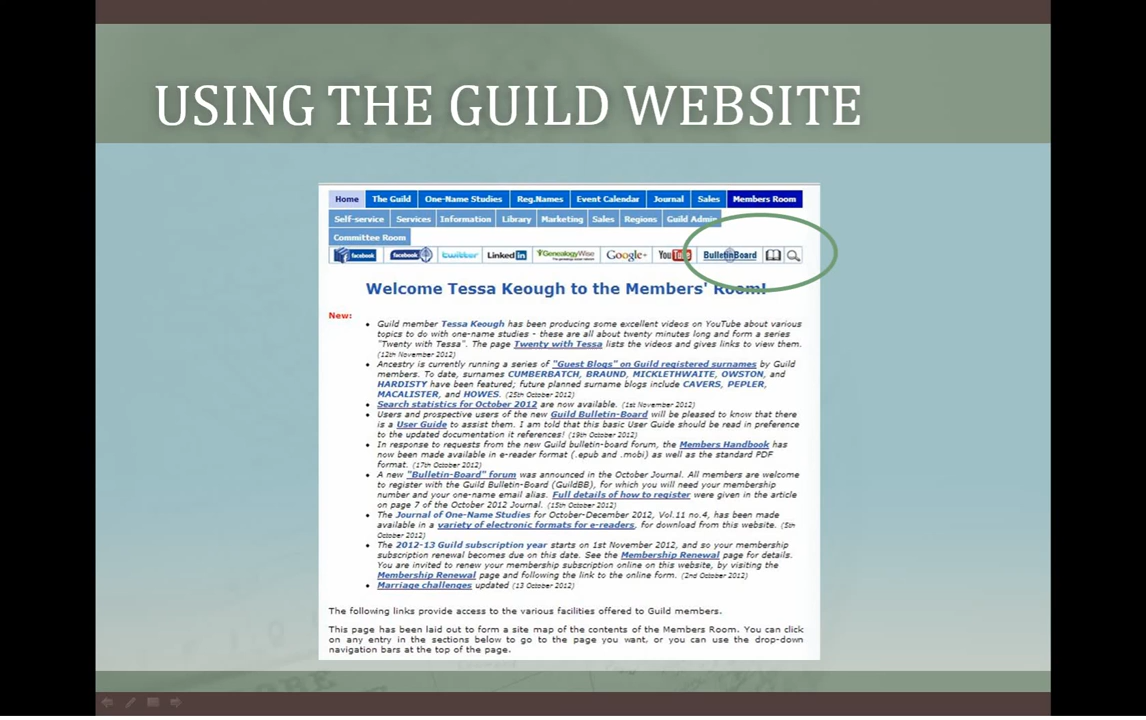 USING THE GUILD WEBSITE
Home The Guild One-Name Studies Reg.Names Event Calendar Journal Sales Members Room
Self-service Services Information Library Marketing Sales Regions Guild Admin
Committee Room
facebook facebook twitter Linked in GenealogyWise Google+ YouTube BulletinBoard
Welcome Tessa Keough to the Members' Room!
New:
Guild member Tessa Keough has been producing some excellent videos on YouTube about various
topics to do with one-name studies - these are all about twenty minutes long and form a series
"Twenty with Tessa". The page Twenty with Tessa lists the videos and gives links to view them.
(12th November 2012)
Ancestry is currently running a series of "Guest Blogs" on Guild registered surnames by Guild
members. To date, surnames CUMBERBATCH, BRAUND, MICKLETHWAITE, OWSTON, and
HARDISTY have been featured; future planned surname blogs include CAVERS, PEPLER,
MACALISTER, and HOWES. (25th October 2012)
Search statistics for October 2012 are now available. (1st November 2012)
Users and prospective users of the new Guild Bulletin-Board will be pleased to know that there
is a User Guide to assist them. I am told that this basic User Guide should be read in preference
to the updated documentation it references! (19th October 2012)
In response to requests from the new Guild bulletin-board forum, the Members Handbook has
now been made available in e-reader format (.epub and .mobi) as well as the standard PDF
format. (17th October 2012)
A new "Bulletin-Board" forum was announced in the October Journal. All members are welcome
to register with the Guild Bulletin-Board (GuildBB), for which you will need your membership
number and your one-name email alias. Full details of how to register were given in the article
on page 7 of the October 2012 Journal. (15th October 2012)
The Journal of One-Name Studies for October-December 2012, Vol.11 no.4, has been made
available in a variety of electronic formats for e-readers, for download from this website. (5th
October 2012)
The 2012-13 Guild subscription year starts on 1st November 2012, and so your membership
subscription renewal becomes due on this date. See the Membership Renewal page for details.
You are invited to renew your membership subscription online on this website, by visiting the
Membership Renewal page and following the link to the online form. (2nd October 2012)
Marriage challenges updated (13 October 2012)
The following links provide access to the various facilities offered to Guild members.
This page has been laid out to form a site map of the contents of the Members Room. You can click
on any entry in the sections below to go to the page you want, or you can use the drop-down
navigation bars at the top of the page.